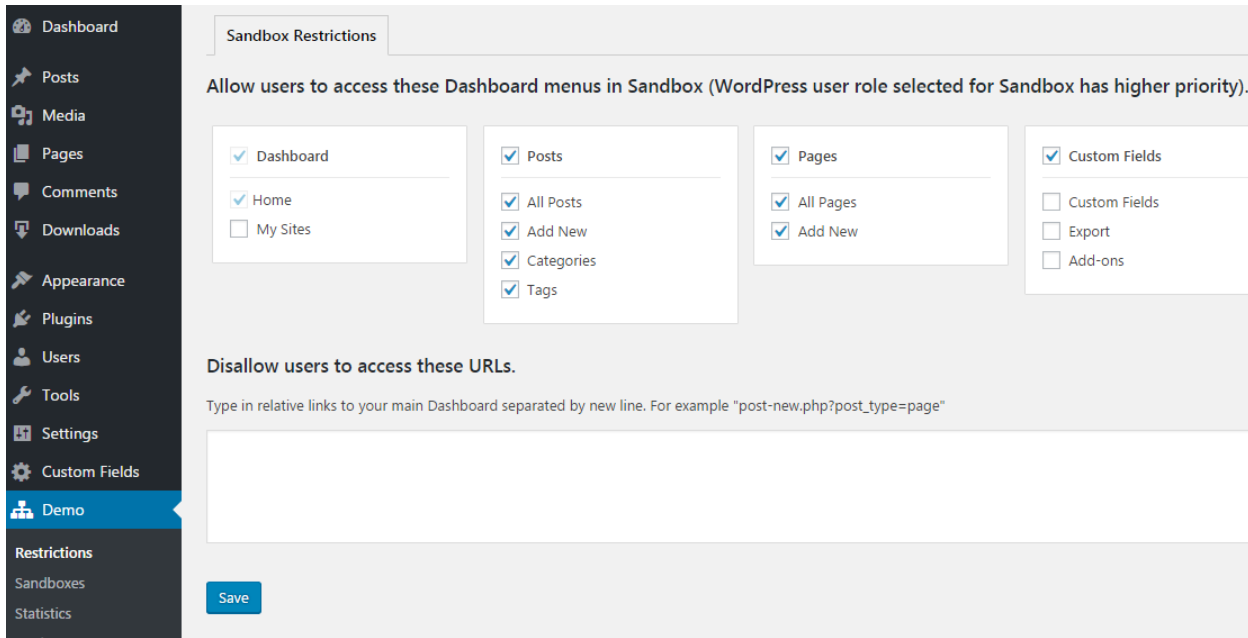 Dashboard
Posts
Media
Pages
Comments
Downloads
Appearance
Plugins
Users
Tools
Settings
Custom Fields
Demo
Restrictions
Sandboxes
Statistics
Sandbox Restrictions
Allow users to access these Dashboard menus in Sandbox (WordPress user role selected for Sandbox has higher priority).
Dashboard
Home
My Sites
Posts
All Posts
Add New
Categories
Tags
Pages
All Pages
Add New
Custom Fields
Custom Fields
Export
Add-ons
Disallow users to access these URLs.
Type in relative links to your main Dashboard separated by new line. For example "post-new.php?post_type=page"
Save